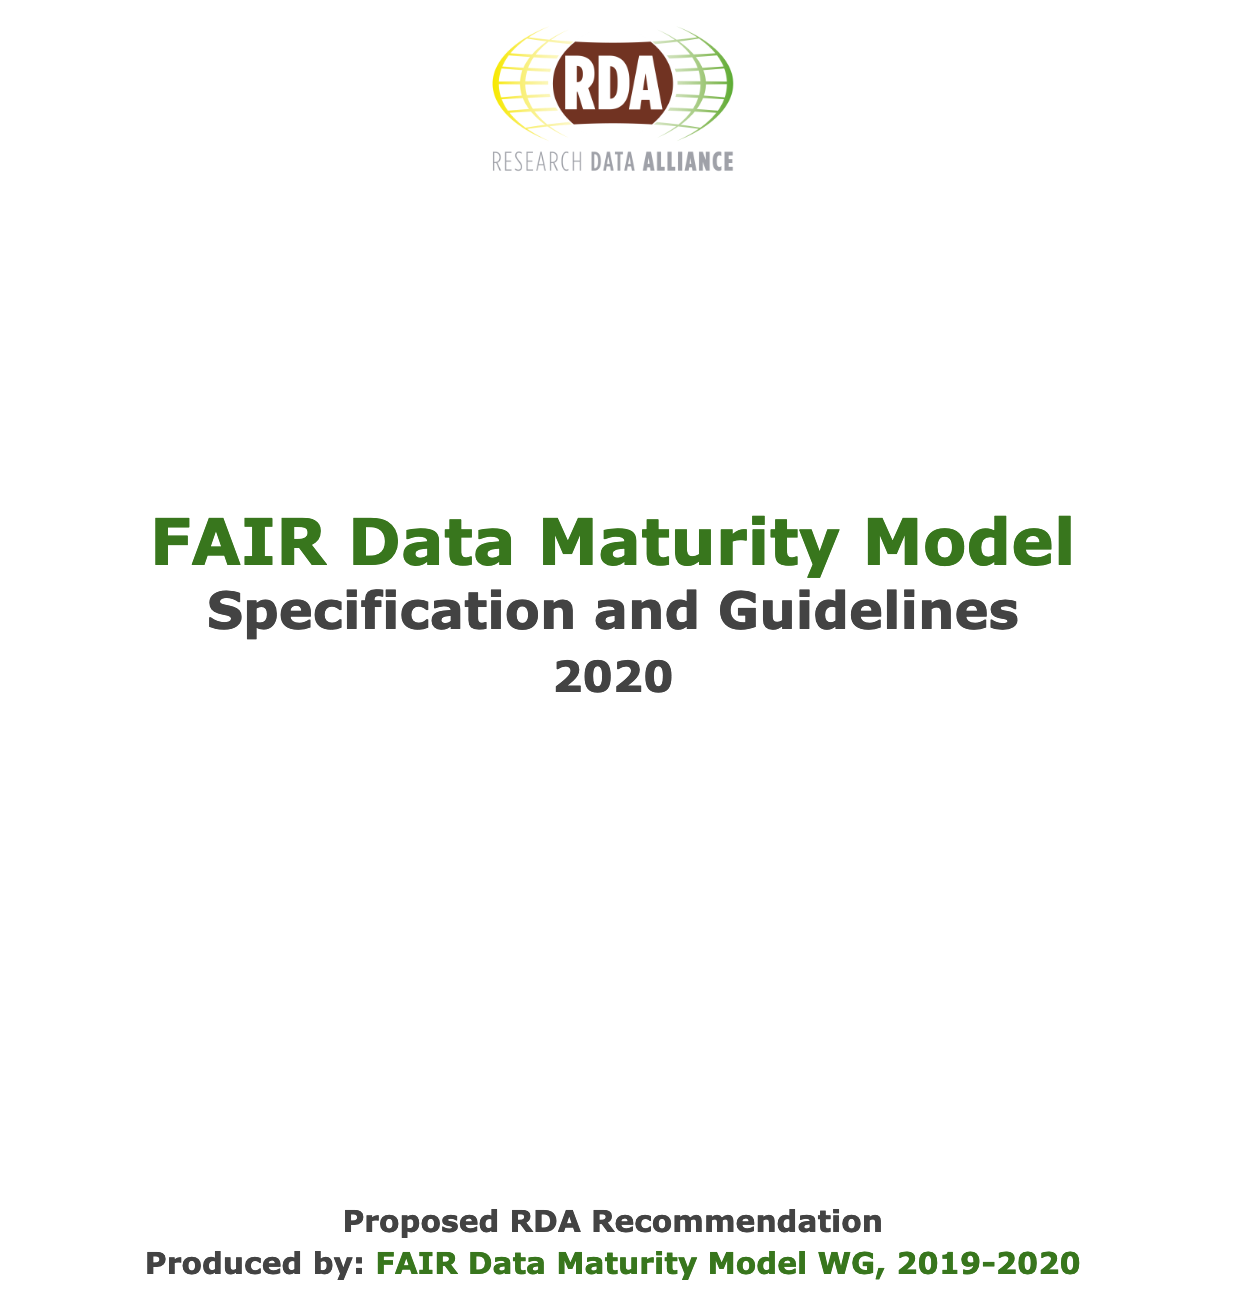 RDA
RESEARCH DATA ALLIANCE
FAIR Data Maturity Model
Specification and Guidelines
2020
Proposed RDA Recommendation
Produced by: FAIR Data Maturity Model WG, 2019-2020